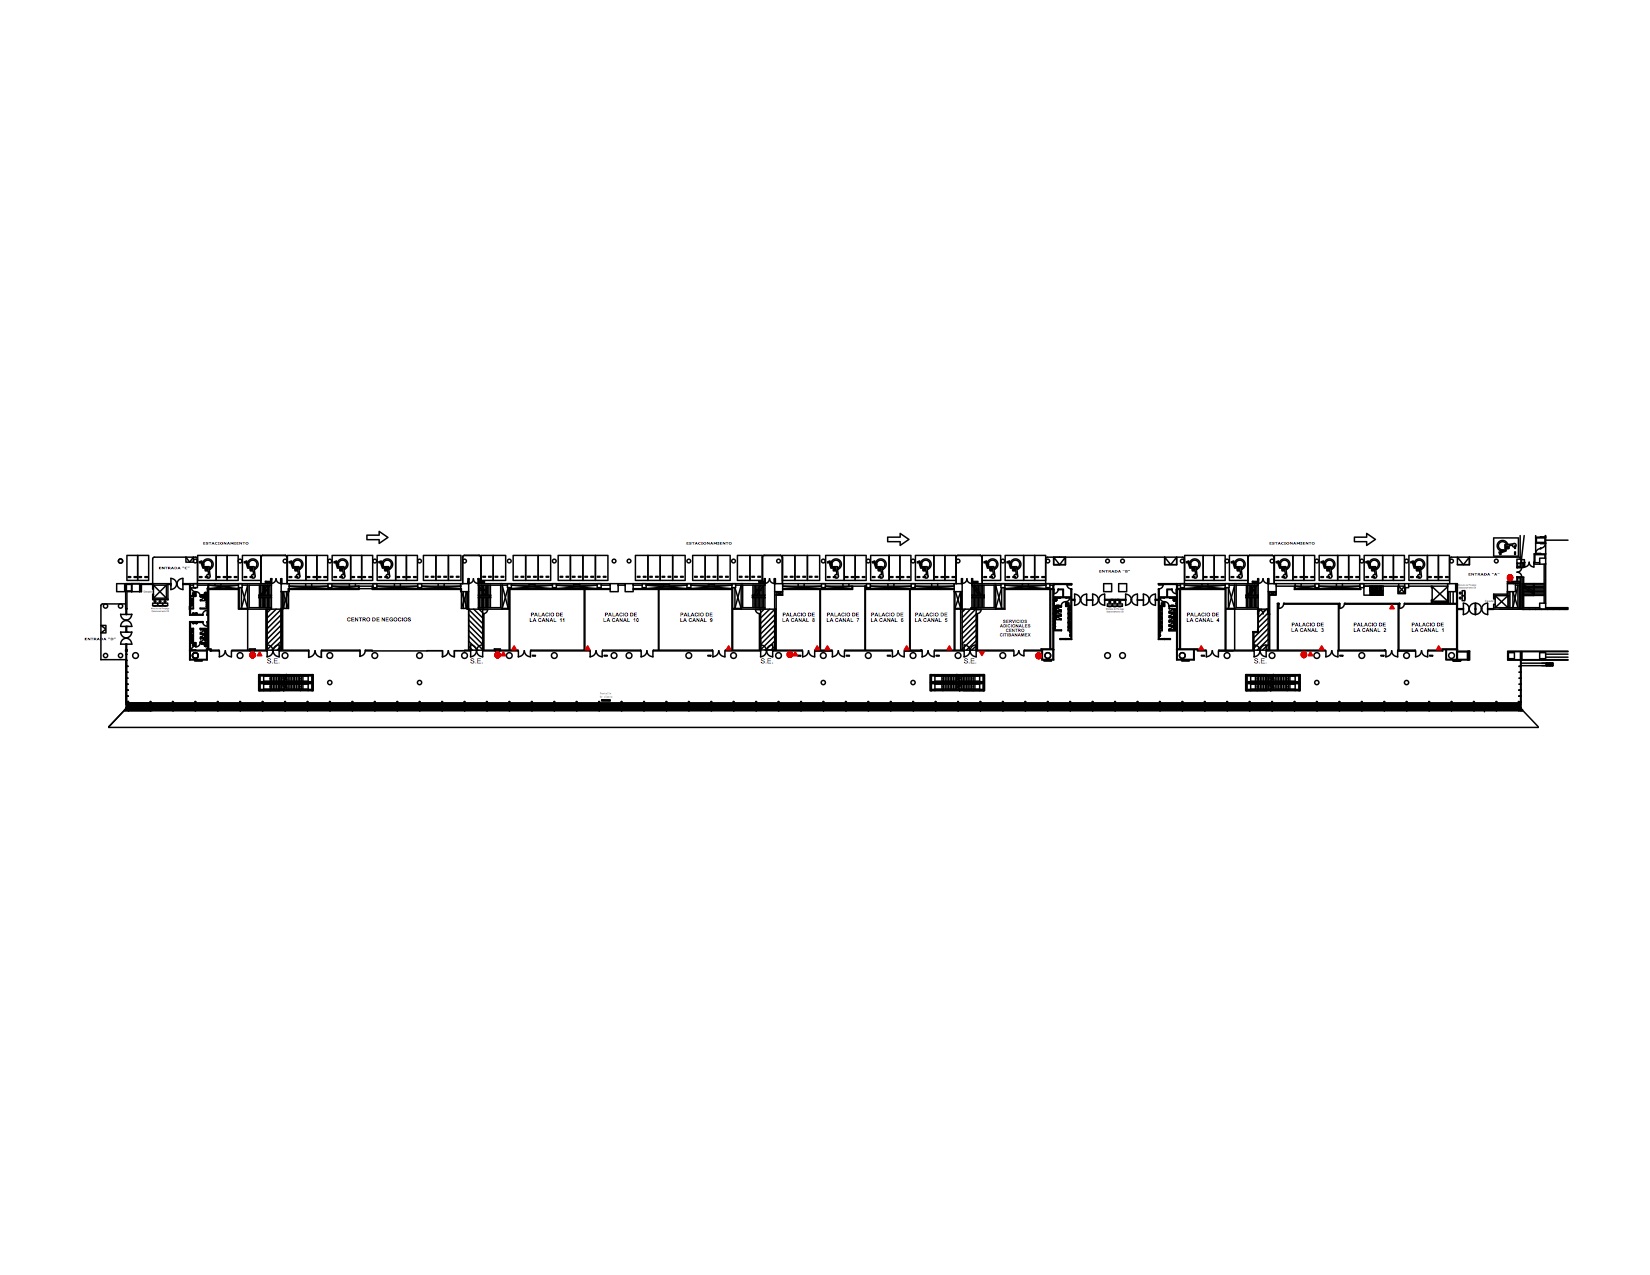 ESTACIONAMIENTO
ESTACIONAMIENTO
ESTACIONAMIENTO
ENTRADA "C"
ENTRADA "B"
ENTRADA "A"
ENTRADA "D"
CENTRO DE NEGOCIOS
PALACIO DE
LA CANAL 11
PALACIO DE
LA CANAL 10
PALACIO DE
LA CANAL 9
PALACIO DE
LA CANAL 8
PALACIO DE
LA CANAL 7
PALACIO DE
LA CANAL 6
PALACIO DE
LA CANAL 5
SERVICIOS
ADICIONALES
CENTRO
CITIBANAMEX
PALACIO DE
LA CANAL 4
PALACIO DE
LA CANAL 3
PALACIO DE
LA CANAL 2
PALACIO DE
LA CANAL 1
S.E.
S.E.
S.E.
S.E.
S.E.